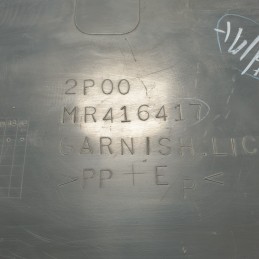 2P00
MR416417
GARNISH,LIC
>PP+E F<